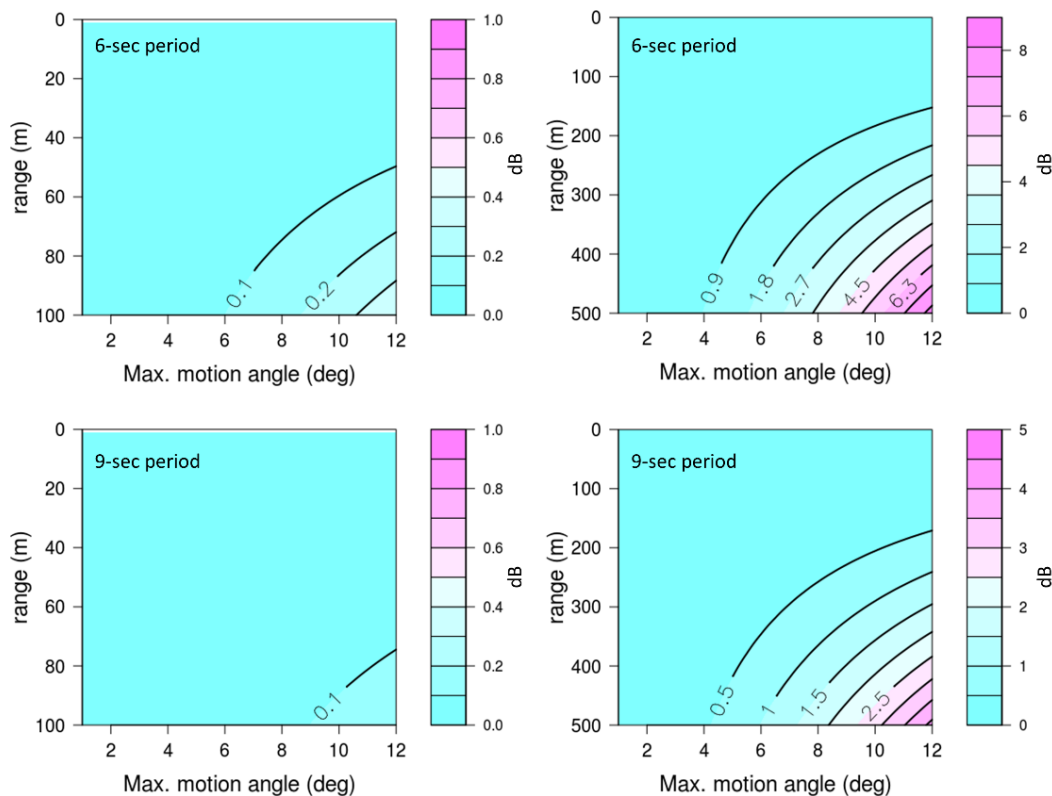 6-sec period
0
20
40
60
80
100
range (m)
2 4 6 8 10 12
Max. motion angle (deg)
0.1
0.2
1.0
0.8
0.6
0.4
0.2
0.0
dB
6-sec period
0
100
200
300
400
500
range (m)
2 4 6 8 10 12
Max. motion angle (deg)
0.9
1.8
2.7
4.5
6.3
8
6
4
2
0
dB
9-sec period
0
20
40
60
80
100
range (m)
2 4 6 8 10 12
Max. motion angle (deg)
0.1
1.0
0.8
0.6
0.4
0.2
0.0
dB
9-sec period
0
100
200
300
400
500
range (m)
2 4 6 8 10 12
Max. motion angle (deg)
0.5
1
1.5
2.5
5
4
3
2
1
0
dB